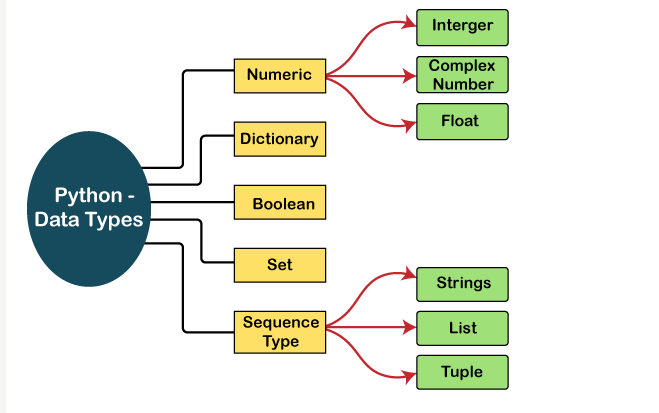 Python -
Data Types
Numeric
Dictionary
Boolean
Set
Sequence
Type
Interger
Complex
Number
Float
Strings
List
Tuple